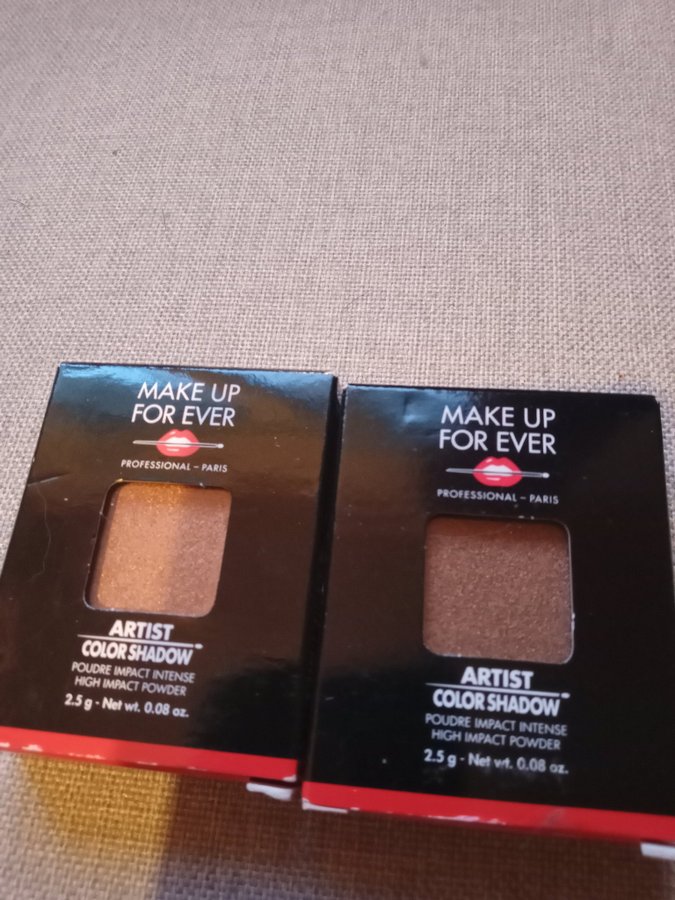 MAKE UP
FOR EVER
PROFESSIONAL – PARIS
ARTIST
COLOR SHADOW™
POUDRE IMPACT INTENSE
HIGH IMPACT POWDER
2.5 g - Net wt. 0.08 oz.
MAKE UP
FOR EVER
PROFESSIONAL – PARIS
ARTIST
COLOR SHADOW™
POUDRE IMPACT INTENSE
HIGH IMPACT POWDER
2.5 g - Net wt. 0.08 oz.